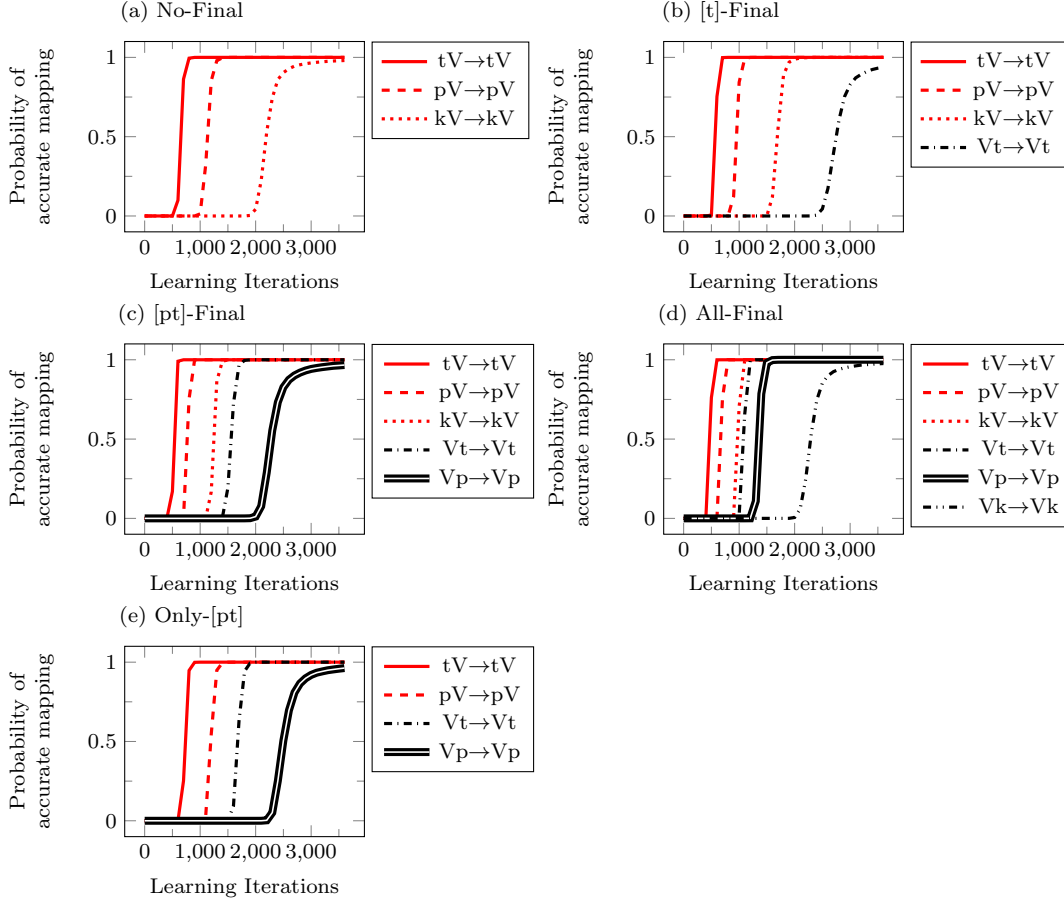 (a) No-Final
Probability of
accurate mapping
1
0.5
0
0 1,000 2,000 3,000
Learning Iterations
tV→tV
pV→pV
kV→kV
(b) [t]-Final
Probability of
accurate mapping
1
0.5
0
0 1,000 2,000 3,000
Learning Iterations
tV→tV
pV→pV
kV→kV
Vt→Vt
(c) [pt]-Final
Probability of
accurate mapping
1
0.5
0
0 1,000 2,000 3,000
Learning Iterations
tV→tV
pV→pV
kV→kV
Vt→Vt
Vp→Vp
(d) All-Final
Probability of
accurate mapping
1
0.5
0
0 1,000 2,000 3,000
Learning Iterations
tV→tV
pV→pV
kV→kV
Vt→Vt
Vp→Vp
Vk→Vk
(e) Only-[pt]
Probability of
accurate mapping
1
0.5
0
0 1,000 2,000 3,000
Learning Iterations
tV→tV
pV→pV
Vt→Vt
Vp→Vp